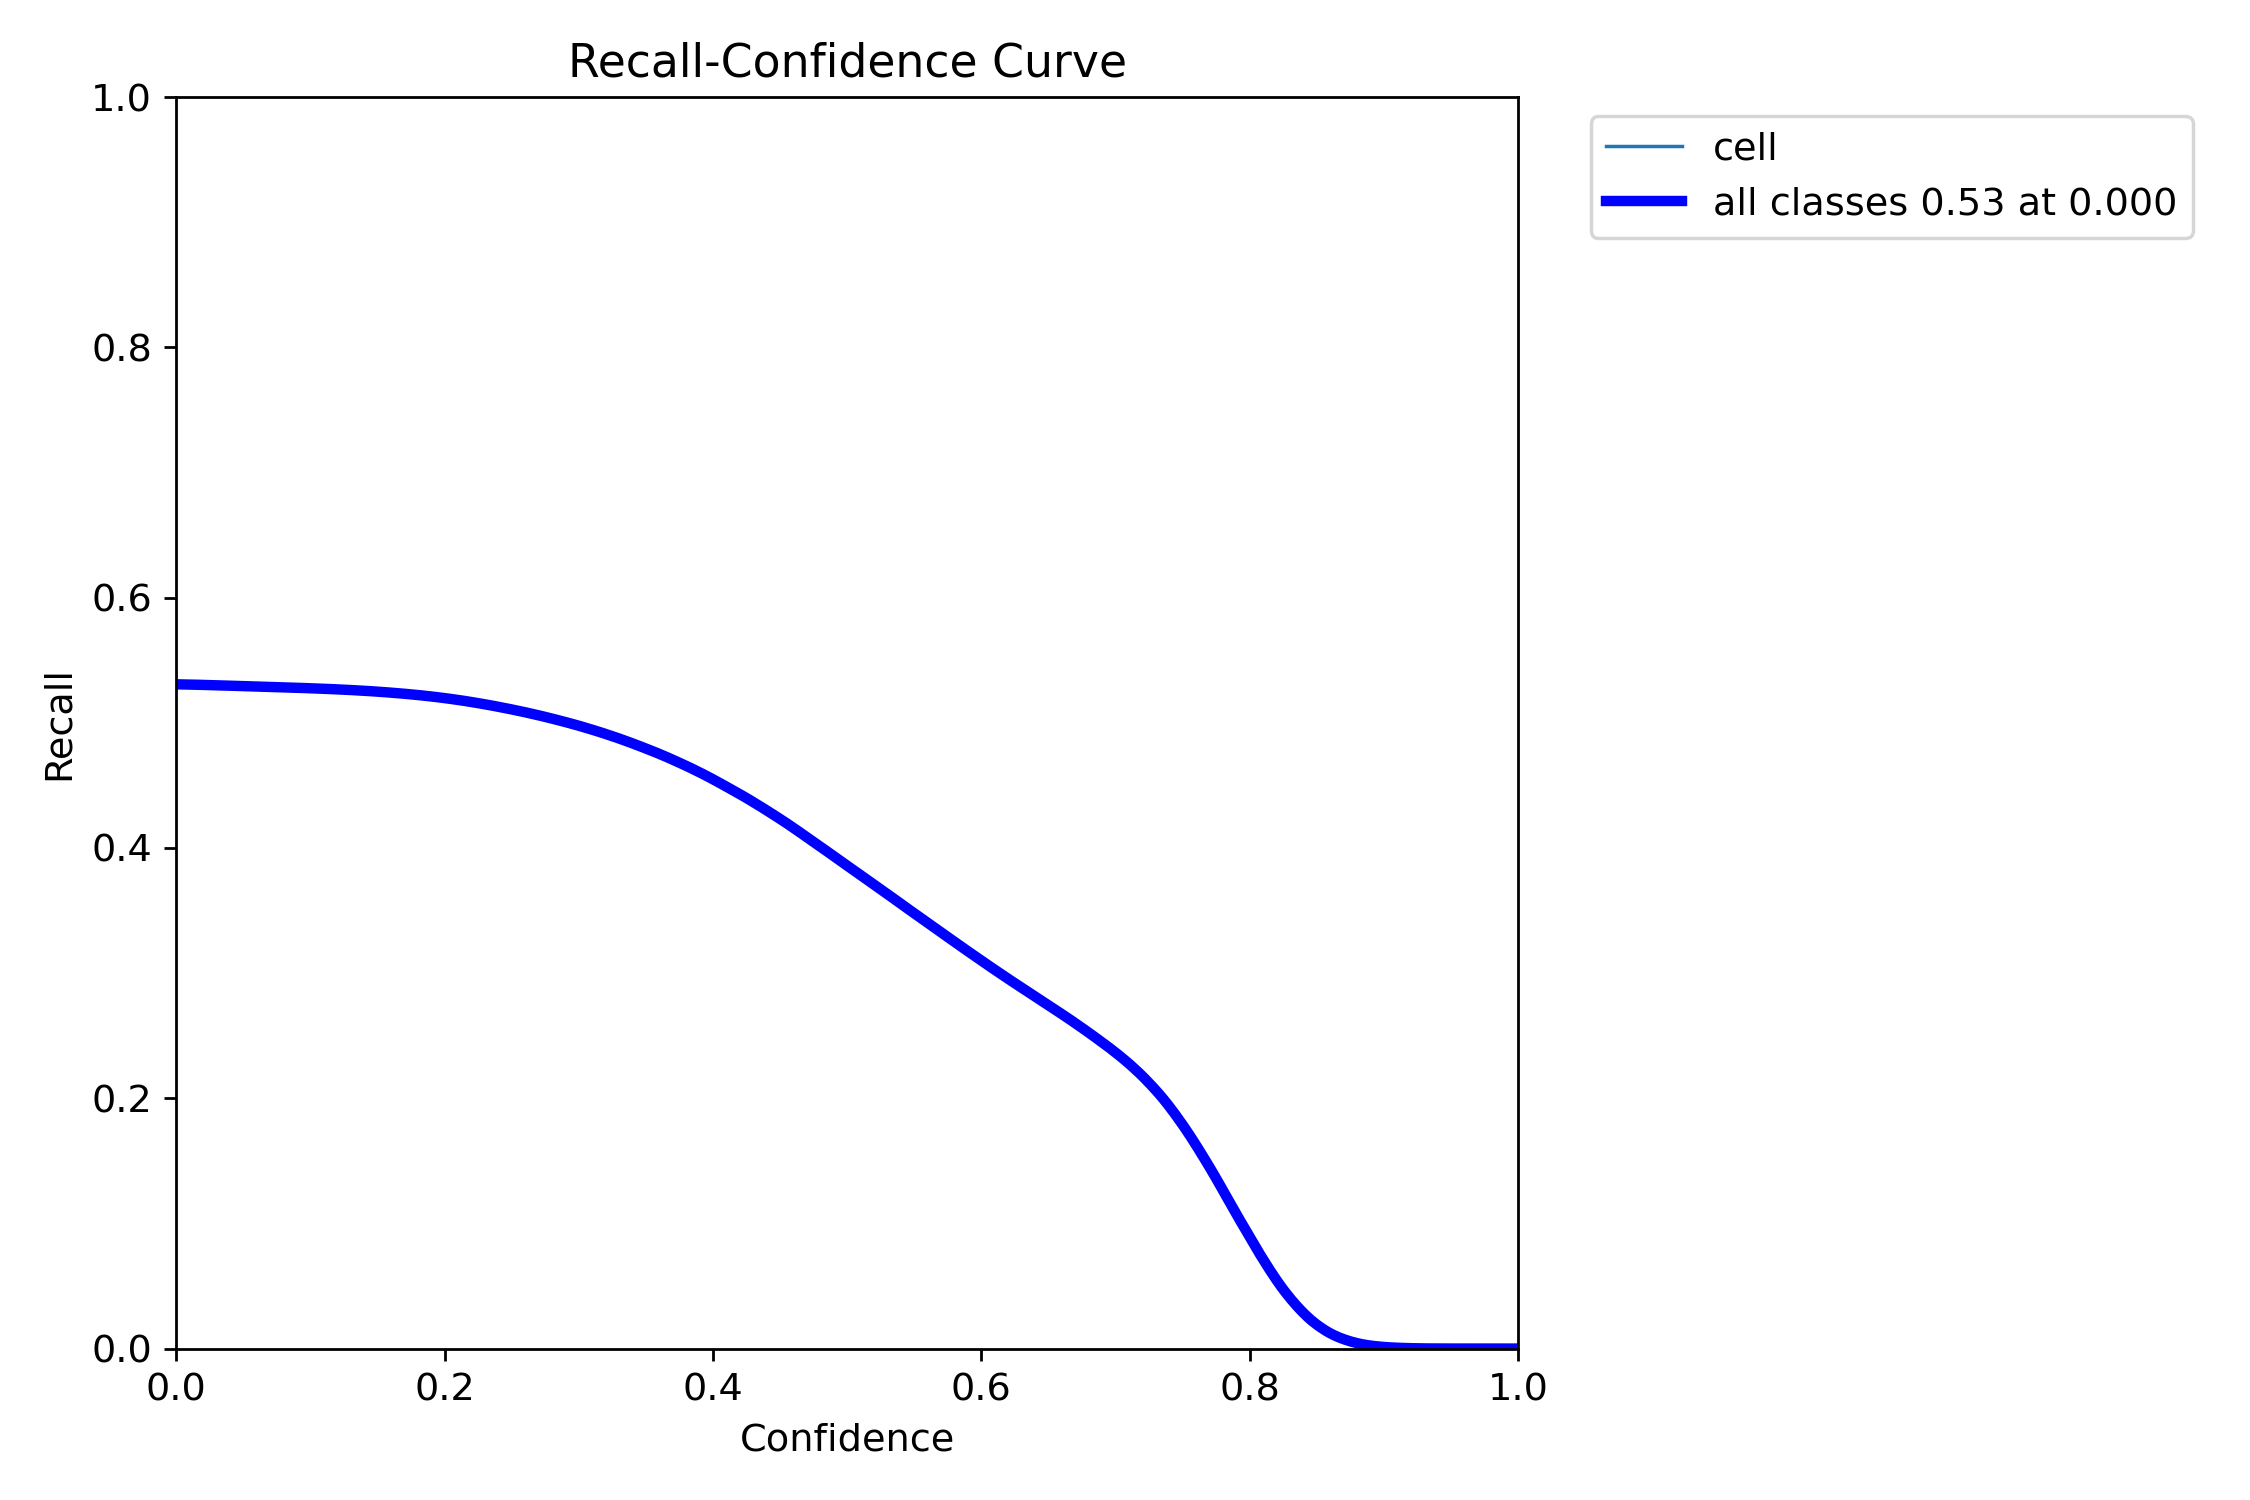 Recall-Confidence Curve
1.0
0.8
0.6
0.4
0.2
0.0
Recall
0.0 0.2 0.4 0.6 0.8 1.0
Confidence
cell
all classes 0.53 at 0.000